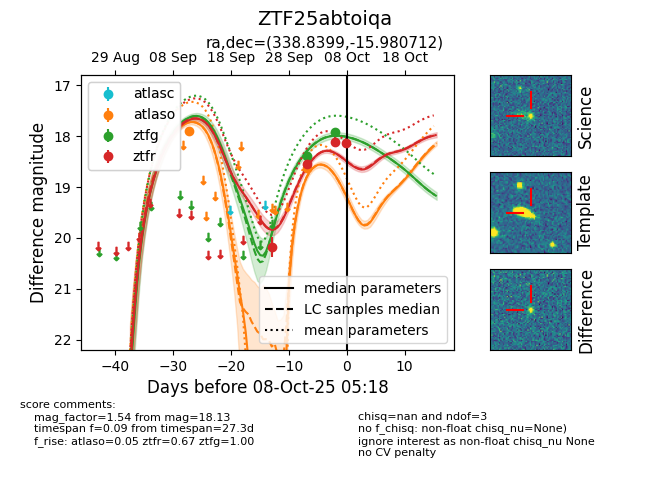 ZTF25abtoiqa
ra,dec=(338.8399,-15.980712)
29 Aug 08 Sep 18 Sep 28 Sep 08 Oct 18 Oct
atlasc
atlaso
ztfg
ztfr
17
18
19
20
21
22
Difference magnitude
median parameters
LC samples median
mean parameters
−40 −30 −20 −10 0 10
Days before 08-Oct-25 05:18
Science
Template
Difference
score comments:
mag_factor=1.54 from mag=18.13
timespan f=0.09 from timespan=27.3d
f_rise: atlaso=0.05 ztfr=0.67 ztfg=1.00
chisq=nan and ndof=3
no f_chisq: non-float chisq_nu=None)
ignore interest as non-float chisq_nu None
no CV penalty